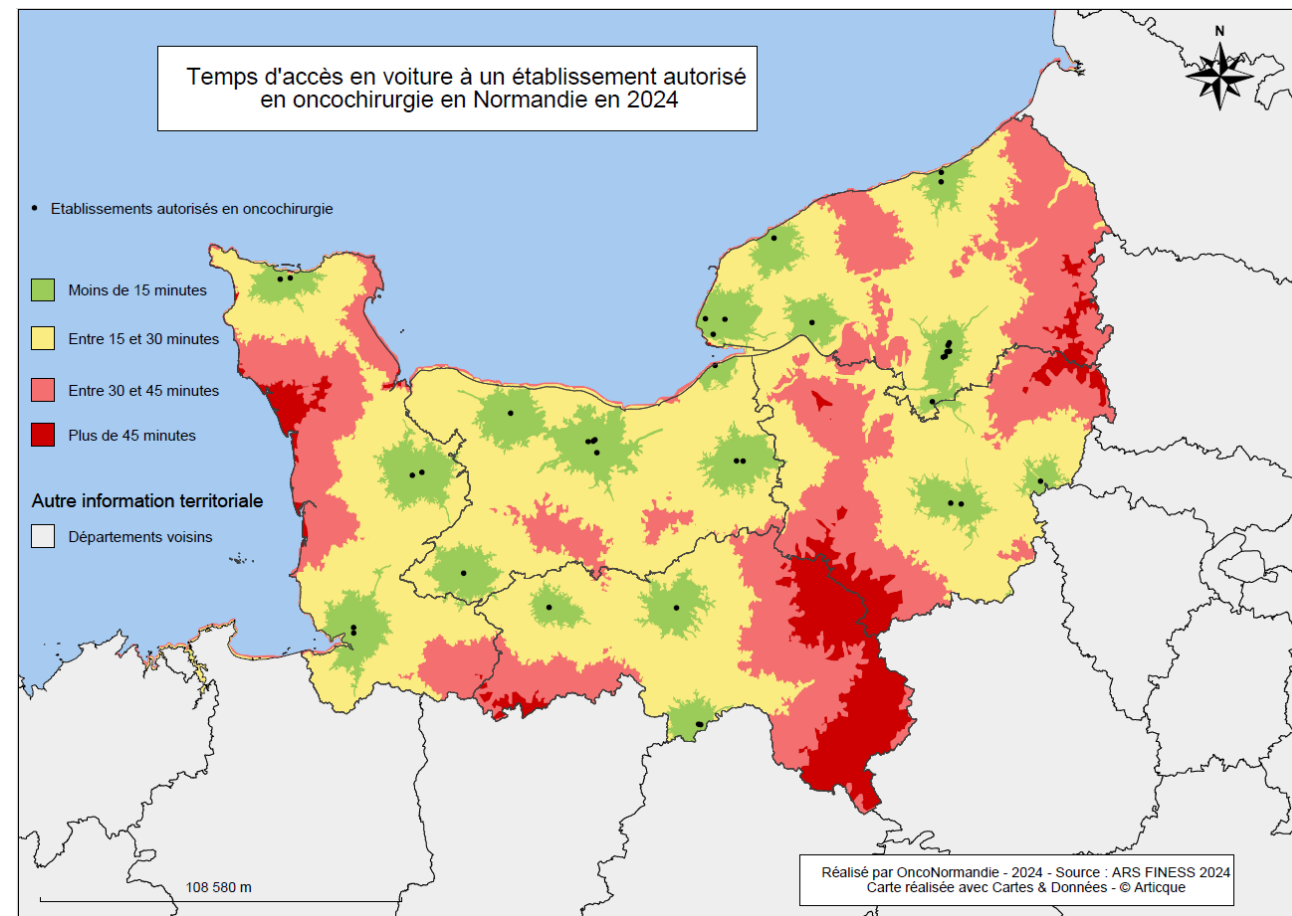 Temps d'accès en voiture à un établissement autorisé
en oncochirurgie en Normandie en 2024
N
Etablissements autorisés en oncochirurgie
Moins de 15 minutes
Entre 15 et 30 minutes
Entre 30 et 45 minutes
Plus de 45 minutes
Autre information territoriale
Départements voisins
108 580 m
Réalisé par OncoNormandie - 2024 - Source : ARS FINESS 2024
Carte réalisée avec Cartes & Données - © Articque